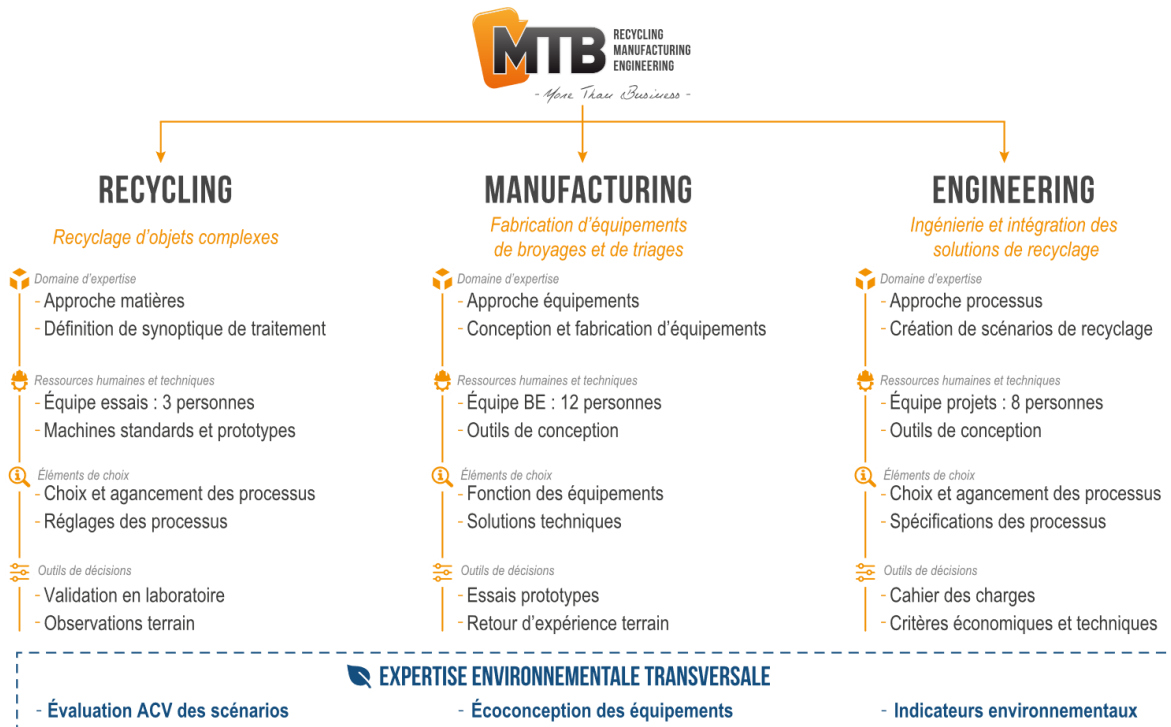 MTB
RECYCLING
MANUFACTURING
ENGINEERING
- More Than Business -
RECYCLING
Recyclage d'objets complexes
Domaine d'expertise
- Approche matières
- Définition de synoptique de traitement
Ressources humaines et techniques
- Équipe essais : 3 personnes
- Machines standards et prototypes
Éléments de choix
- Choix et agancement des processus
- Réglages des processus
Outils de décisions
- Validation en laboratoire
- Observations terrain
MANUFACTURING
Fabrication d'équipements
de broyages et de triages
Domaine d'expertise
- Approche équipements
- Conception et fabrication d'équipements
Ressources humaines et techniques
- Équipe BE : 12 personnes
- Outils de conception
Éléments de choix
- Fonction des équipements
- Solutions techniques
Outils de décisions
- Essais prototypes
- Retour d'expérience terrain
ENGINEERING
Ingénierie et intégration des
solutions de recyclage
Domaine d'expertise
- Approche processus
- Création de scénarios de recyclage
Ressources humaines et techniques
- Équipe projets : 8 personnes
- Outils de conception
Éléments de choix
- Choix et agancement des processus
- Spécifications des processus
Outils de décisions
- Cahier des charges
- Critères économiques et techniques
EXPERTISE ENVIRONNEMENTALE TRANSVERSALE
- Évaluation ACV des scénarios
- Écoconception des équipements
- Indicateurs environnementaux